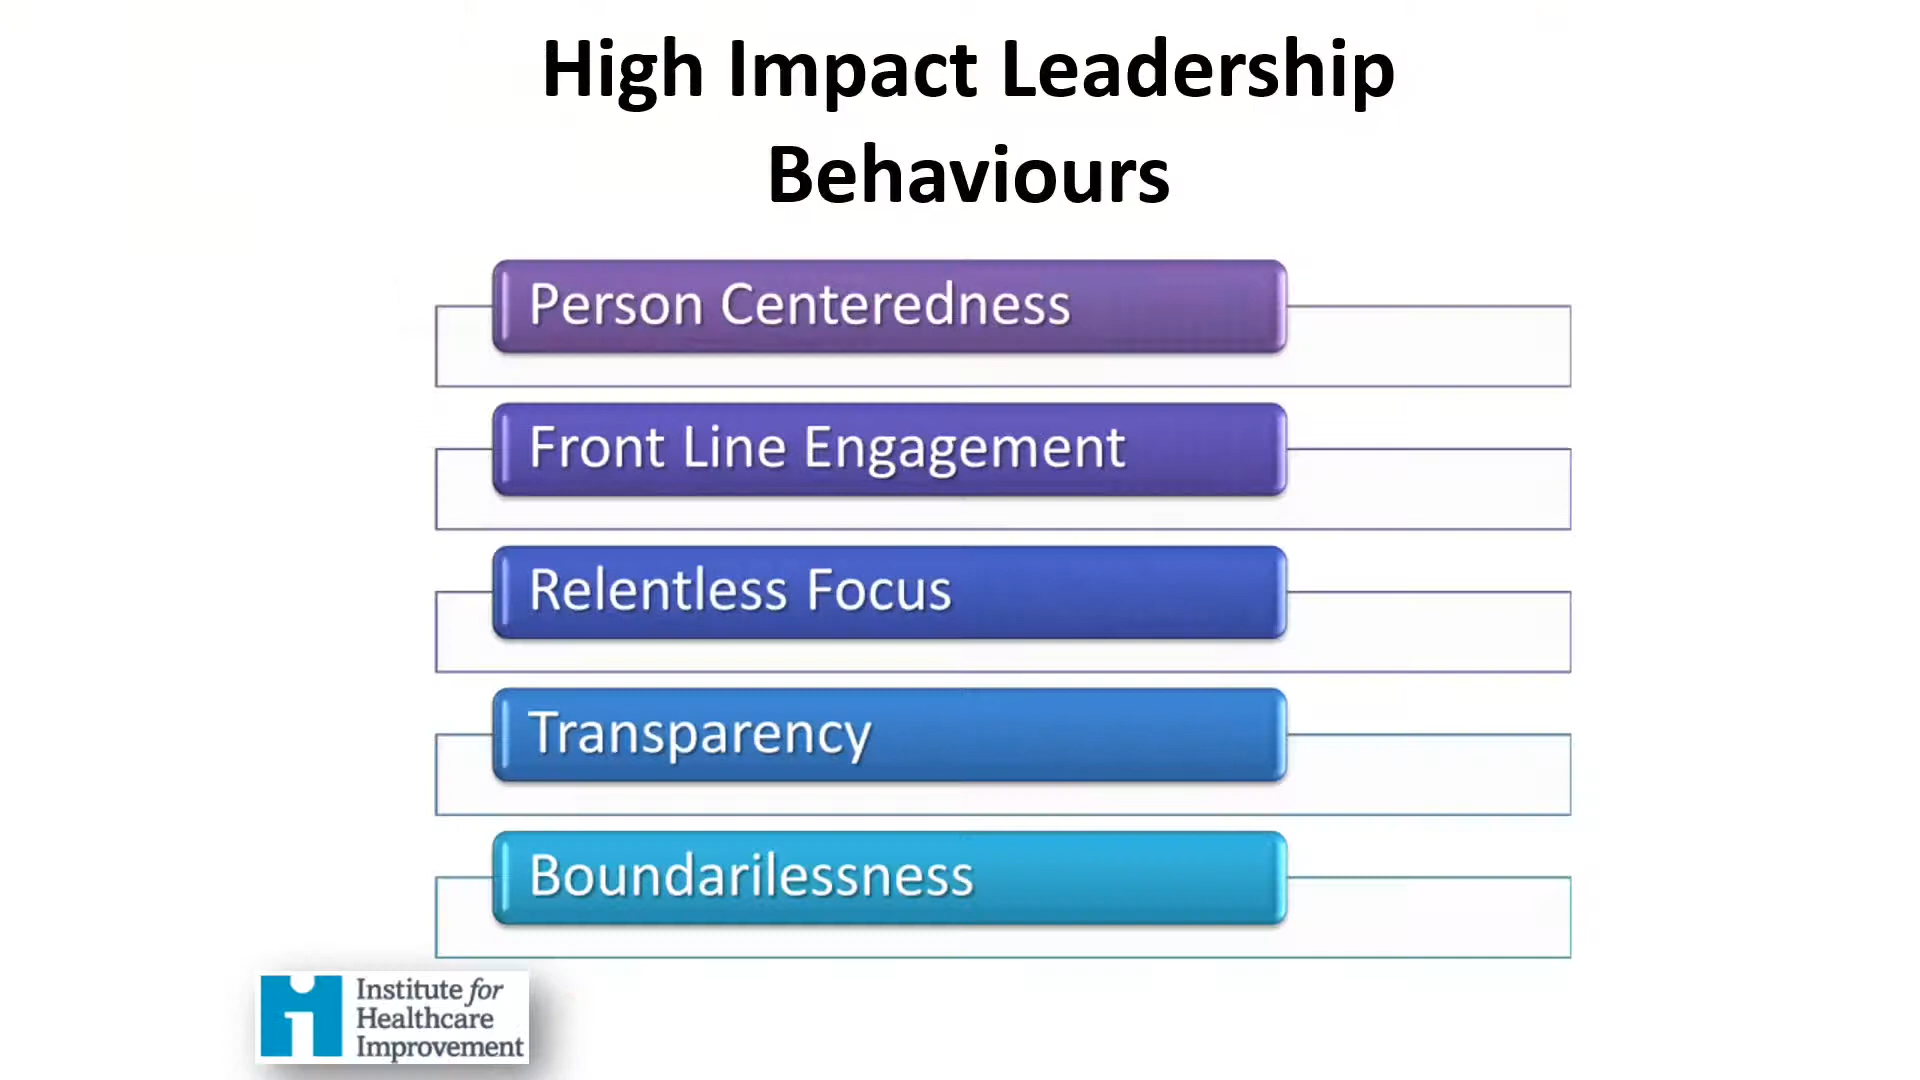 High Impact Leadership
Behaviours
Person Centeredness
Front Line Engagement
Relentless Focus
Transparency
Boundarilessness
Institute for
Healthcare
Improvement